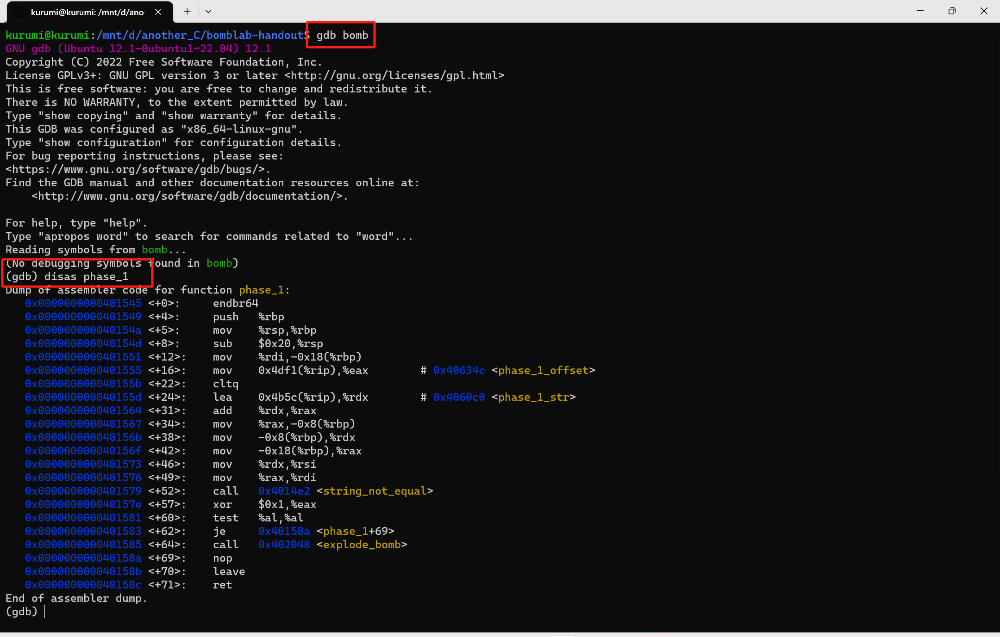 kurumi@kurumi: /mnt/d/ano
kurumi@kurumi:/mnt/d/another_C/bomblab-handout$ gdb bomb
GNU gdb (Ubuntu 12.1-0ubuntu1~22.04) 12.1
Copyright (C) 2022 Free Software Foundation, Inc.
License GPLv3+: GNU GPL version 3 or later <http://gnu.org/licenses/gpl.html>
This is free software: you are free to change and redistribute it.
There is NO WARRANTY, to the extent permitted by law.
Type "show copying" and "show warranty" for details.
This GDB was configured as "x86_64-linux-gnu".
Type "show configuration" for configuration details.
For bug reporting instructions, please see:
<https://www.gnu.org/software/gdb/bugs/>.
Find the GDB manual and other documentation resources online at:
    <http://www.gnu.org/software/gdb/documentation/>.

For help, type "help".
Type "apropos word" to search for commands related to "word"...
Reading symbols from bomb...
(No debugging symbols found in bomb)
(gdb) disas phase_1
Dump of assembler code for function phase_1:
   0x0000000000401545 <+0>:     endbr64
   0x0000000000401549 <+4>:     push   %rbp
   0x000000000040154a <+5>:     mov    %rsp,%rbp
   0x000000000040154d <+8>:     sub    $0x20,%rsp
   0x0000000000401551 <+12>:    mov    %rdi,-0x18(%rbp)
   0x0000000000401555 <+16>:    mov    0x4df1(%rip),%eax        # 0x40634c <phase_1_offset>
   0x000000000040155b <+22>:    cltq
   0x000000000040155d <+24>:    lea    0x4b5c(%rip),%rdx        # 0x4060c0 <phase_1_str>
   0x0000000000401564 <+31>:    add    %rdx,%rax
   0x0000000000401567 <+34>:    mov    %rax,-0x8(%rbp)
   0x000000000040156b <+38>:    mov    -0x8(%rbp),%rdx
   0x000000000040156f <+42>:    mov    -0x18(%rbp),%rax
   0x0000000000401573 <+46>:    mov    %rdx,%rsi
   0x0000000000401576 <+49>:    mov    %rax,%rdi
   0x0000000000401579 <+52>:    call   0x4014e2 <string_not_equal>
   0x000000000040157e <+57>:    xor    $0x1,%eax
   0x0000000000401581 <+60>:    test   %al,%al
   0x0000000000401583 <+62>:    je     0x40158a <phase_1+69>
   0x0000000000401585 <+64>:    call   0x402048 <explode_bomb>
   0x000000000040158a <+69>:    nop
   0x000000000040158b <+70>:    leave
   0x000000000040158c <+71>:    ret
End of assembler dump.
(gdb)